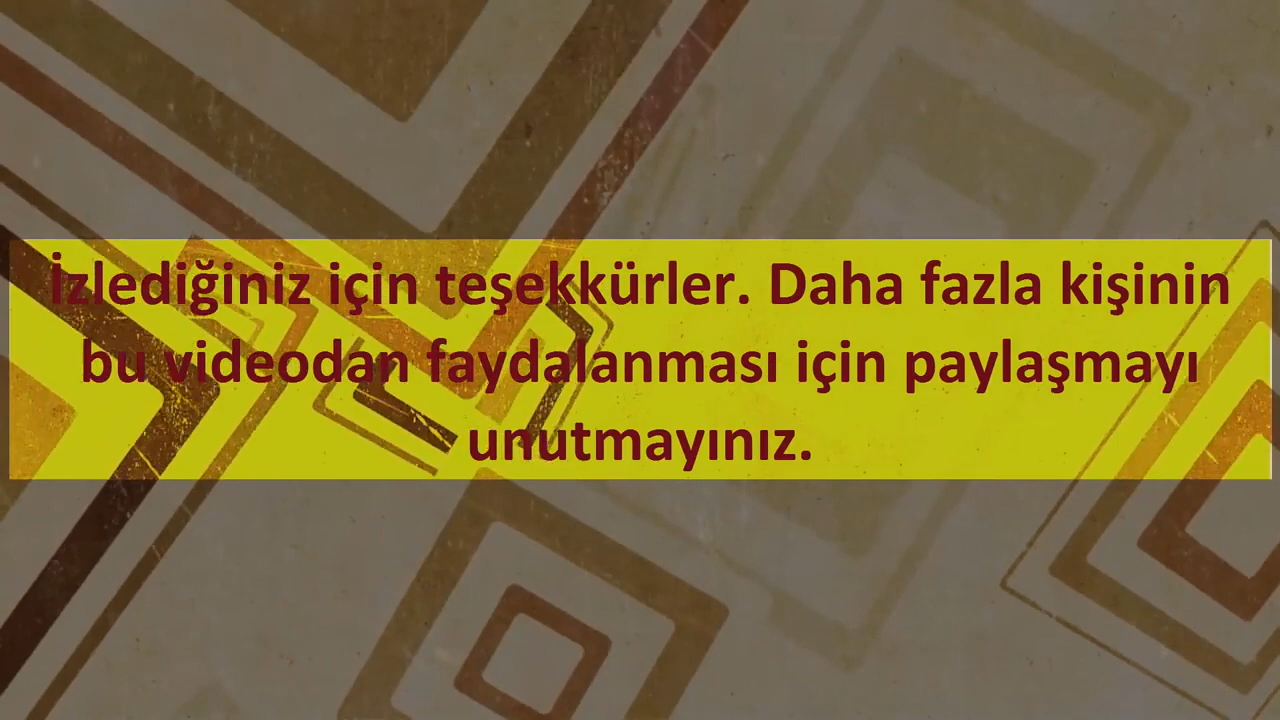 İzlediğiniz için teşekkürler. Daha fazla kişinin
bu videodan faydalanması için paylaşmayı
unutmayınız.